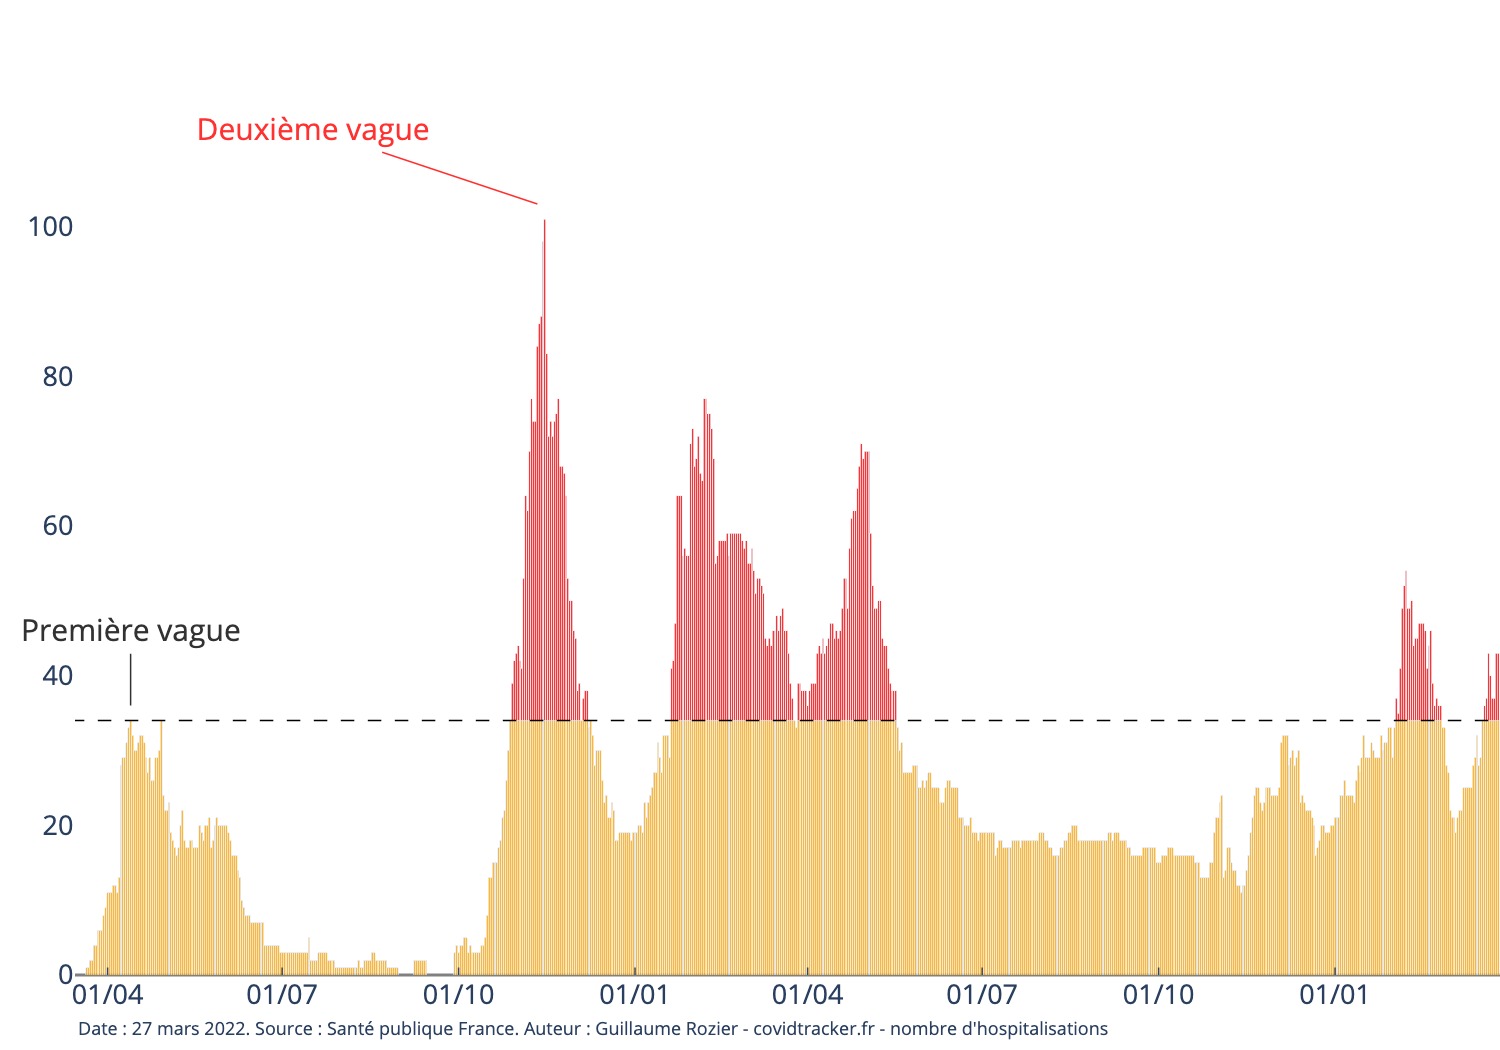 Deuxième vague
100
80
60
Première vague
40
20
0
01/04 01/07 01/10 01/01 01/04 01/07 01/10 01/01
Date : 27 mars 2022. Source : Santé publique France. Auteur : Guillaume Rozier - covidtracker.fr - nombre d'hospitalisations